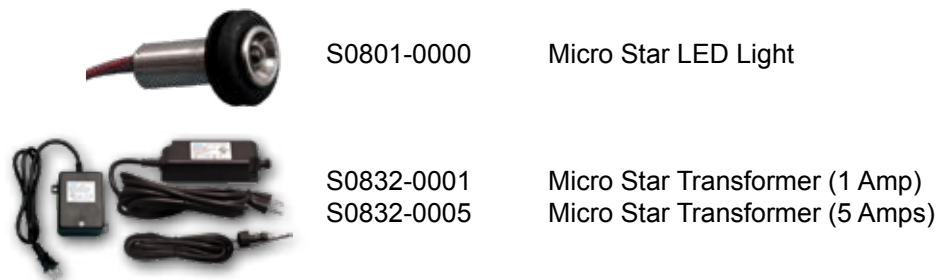 S0801-0000 Micro Star LED Light
S0832-0001 Micro Star Transformer (1 Amp)
S0832-0005 Micro Star Transformer (5 Amps)